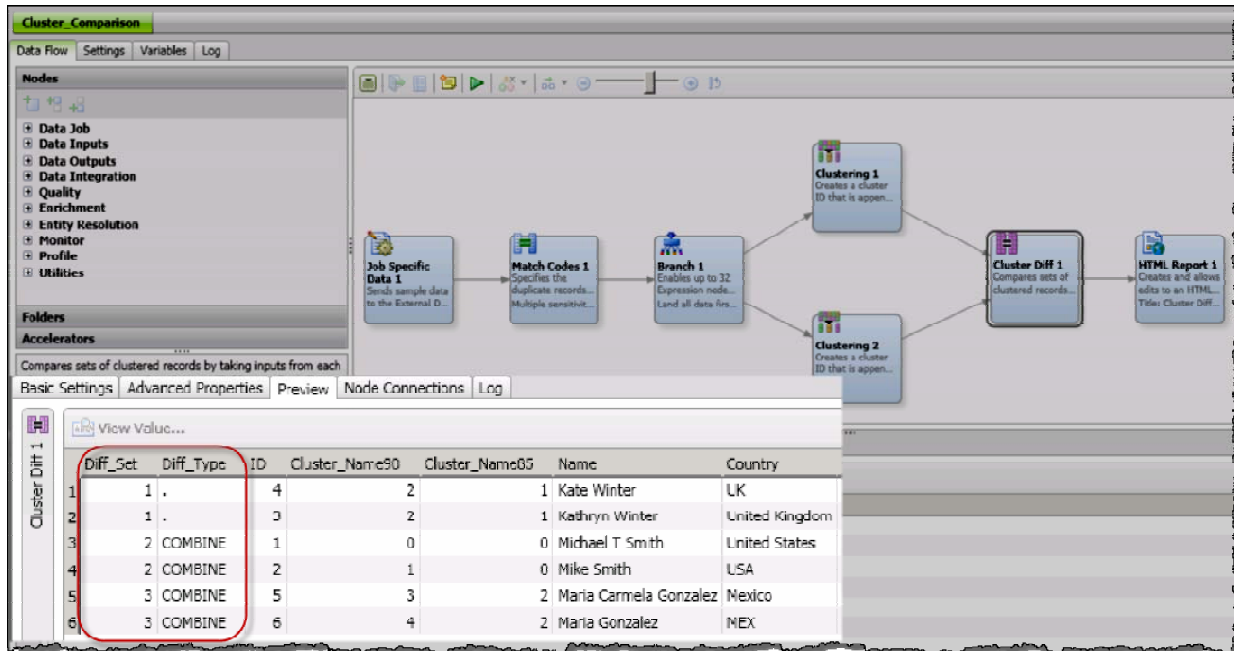 Cluster_Comparison
Data Flow Settings Variables Log
Nodes
Data Job
Data Inputs
Data Outputs
Data Integration
Quality
Enrichment
Entity Resolution
Monitor
Profile
Utilities
Folders
Accelerators
Compares sets of clustered records by taking inputs from each
Job Specific
Data 1
Sends sample data
to the External D...
Match Codes 1
Specifies the
duplicate records...
Multiple sensitivit...
Branch 1
Enables up to 32
Expression node...
Land all data firs...
Clustering 1
Creates a cluster
ID that is appen...
Clustering 2
Creates a cluster
ID that is appen...
Cluster Diff 1
Compares sets of
clustered records...
HTML Report 1
Creates and allows
edits to an HTML...
Title: Cluster Diff...
Basic Settings Advanced Properties Preview Node Connections Log
Cluster Diff 1
View Value...
Diff_Set Diff_Type ID Cluster_Name90 Cluster_Name85 Name Country
1 1 . 4 2 1 Kate Winter UK
2 1 . 3 2 1 Kathryn Winter United Kingdom
3 2 COMBINE 1 0 0 Michael T Smith United States
4 2 COMBINE 2 1 0 Mike Smith USA
5 3 COMBINE 5 3 2 Maria Carmela Gonzalez Mexico
6 3 COMBINE 6 4 2 Maria Gonzalez MEX